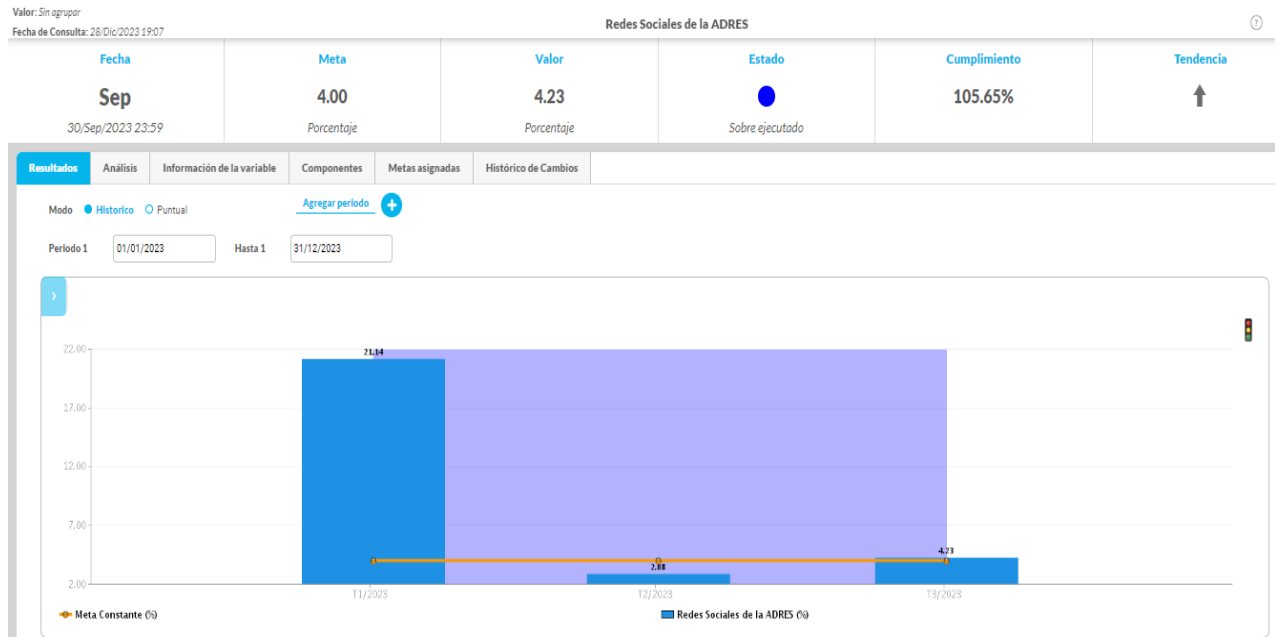 Valor: Sin agrupar
Fecha de Consulta: 28/Dic/2023 19:07
Redes Sociales de la ADRES
?
Fecha Meta Valor Estado Cumplimiento Tendencia
Sep 4.00 4.23 105.65%
30/Sep/2023 23:59 Porcentaje Porcentaje Sobre ejecutado
Resultados Análisis Información de la variable Componentes Metas asignadas Histórico de Cambios
Modo Historico Puntual Agregar periodo +
Periodo 1 01/01/2023 Hasta 1 31/12/2023
22.00
21.14
17.00
12.00
7.00
4.23
2.88
2.00
T1/2023 T2/2023 T3/2023
Meta Constante (%) Redes Sociales de la ADRES (%)